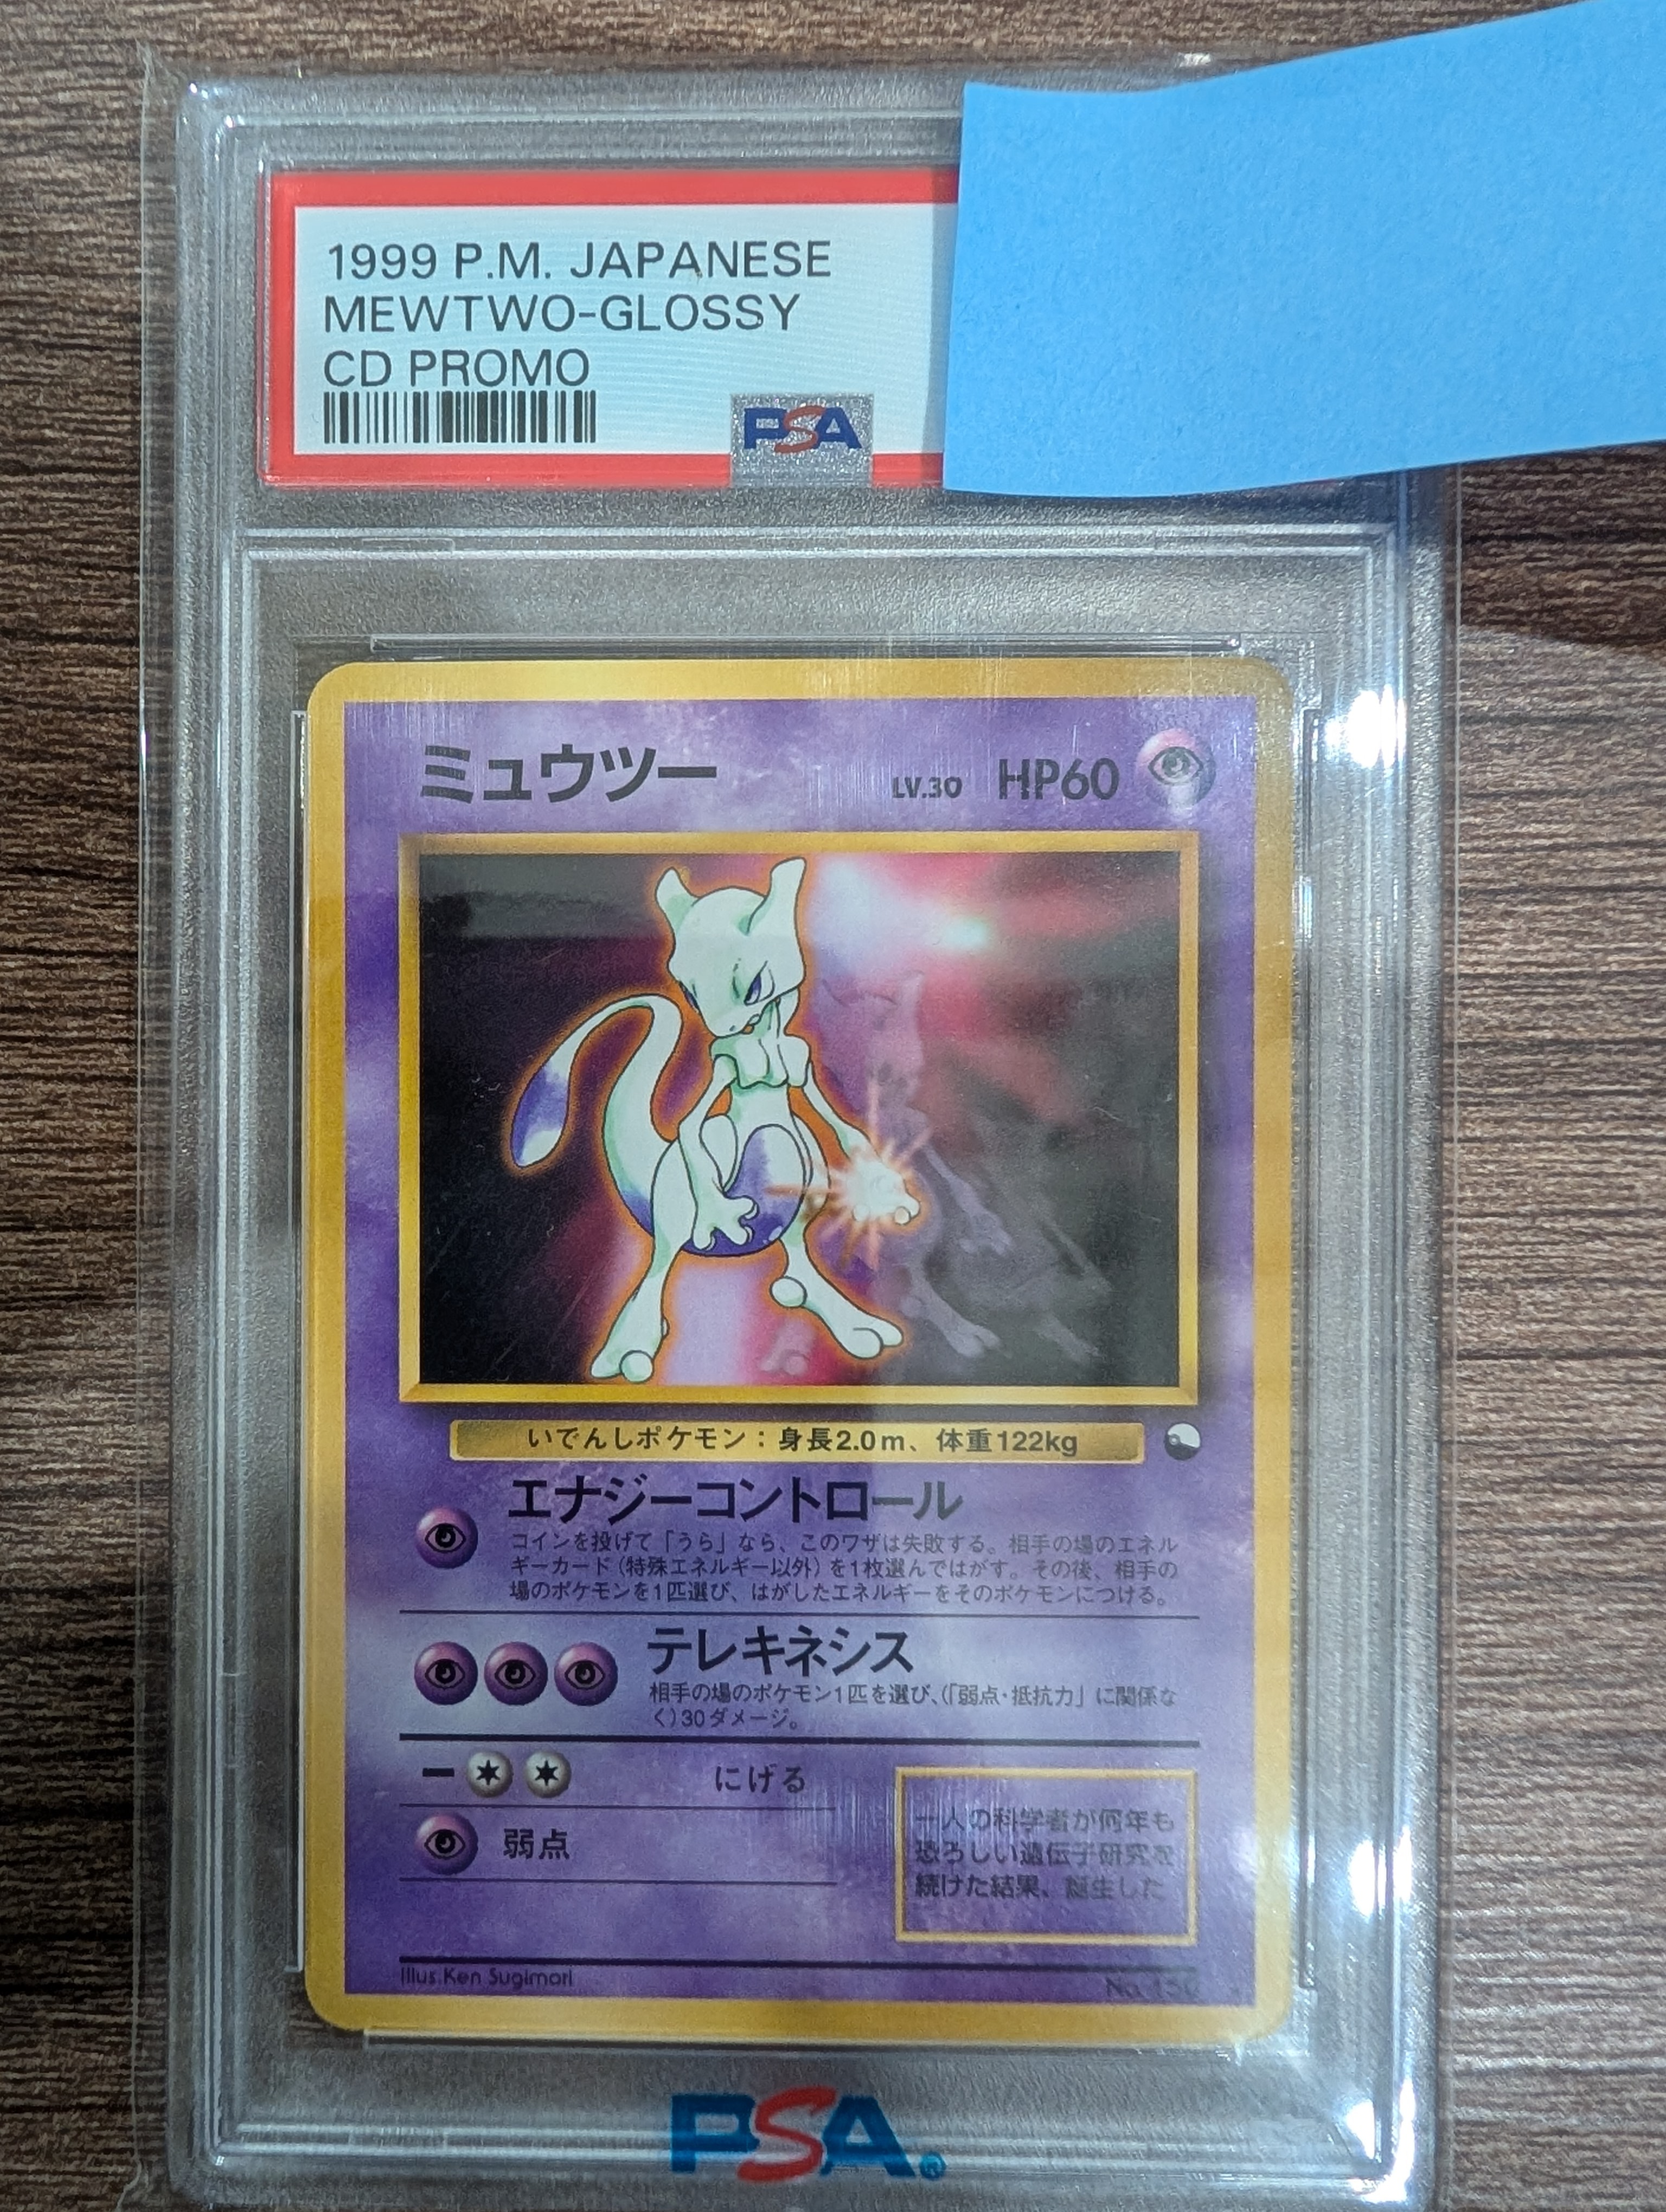 1999 P.M. JAPANESE
MEWTWO-GLOSSY
CD PROMO
PSA
ミュウツー LV.30 HP60
いでんしポケモン：身長2.0m、体重122kg
エナジーコントロール
コインを投げて「うら」なら、このワザは失敗する。相手の場のエネル
ギーカード（特殊エネルギー以外）を1枚選んではがす。その後、相手の
場のポケモンを1匹選び、はがしたエネルギーをそのポケモンにつける。
テレキネシス
相手の場のポケモン1匹を選び、（「弱点・抵抗力」に関係な
く）30ダメージ。
ー にげる
弱点
一人の科学者が何年も
恐ろしい遺伝子研究を
続けた結果、誕生した
Illus.Ken Sugimori No.150
PSA®